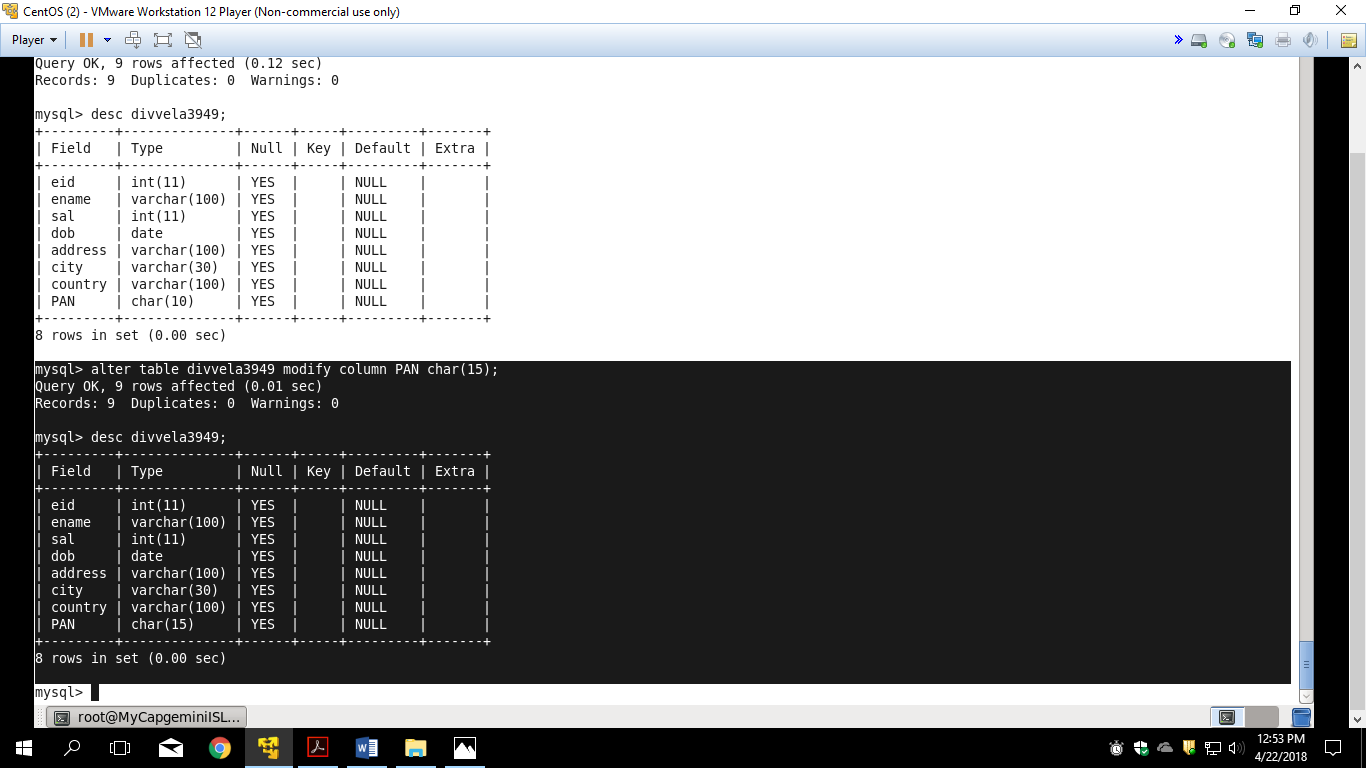 CentOS (2) - VMware Workstation 12 Player (Non-commercial use only)
Player
Query OK, 9 rows affected (0.12 sec)
Records: 9  Duplicates: 0  Warnings: 0
mysql> desc divvela3949;
+---------+--------------+------+-----+---------+-------+
| Field   | Type         | Null | Key | Default | Extra |
+---------+--------------+------+-----+---------+-------+
| eid     | int(11)      | YES  |     | NULL    |       |
| ename   | varchar(100) | YES  |     | NULL    |       |
| sal     | int(11)      | YES  |     | NULL    |       |
| dob     | date         | YES  |     | NULL    |       |
| address | varchar(100) | YES  |     | NULL    |       |
| city    | varchar(30)  | YES  |     | NULL    |       |
| country | varchar(100) | YES  |     | NULL    |       |
| PAN     | char(10)     | YES  |     | NULL    |       |
+---------+--------------+------+-----+---------+-------+
8 rows in set (0.00 sec)
mysql> alter table divvela3949 modify column PAN char(15);
Query OK, 9 rows affected (0.01 sec)
Records: 9  Duplicates: 0  Warnings: 0
mysql> desc divvela3949;
+---------+--------------+------+-----+---------+-------+
| Field   | Type         | Null | Key | Default | Extra |
+---------+--------------+------+-----+---------+-------+
| eid     | int(11)      | YES  |     | NULL    |       |
| ename   | varchar(100) | YES  |     | NULL    |       |
| sal     | int(11)      | YES  |     | NULL    |       |
| dob     | date         | YES  |     | NULL    |       |
| address | varchar(100) | YES  |     | NULL    |       |
| city    | varchar(30)  | YES  |     | NULL    |       |
| country | varchar(100) | YES  |     | NULL    |       |
| PAN     | char(15)     | YES  |     | NULL    |       |
+---------+--------------+------+-----+---------+-------+
8 rows in set (0.00 sec)
mysql>
root@MyCapgeminiISL...
12:53 PM
4/22/2018